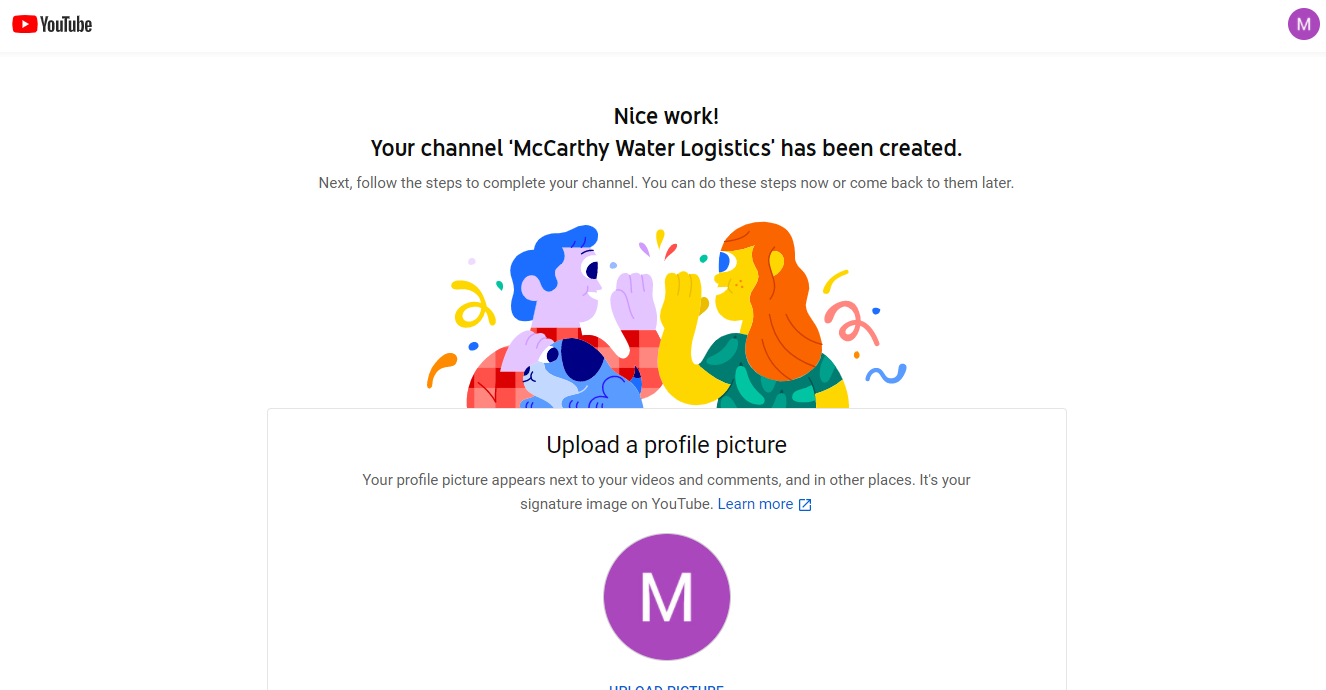 YouTube
M
Nice work!
Your channel 'McCarthy Water Logistics' has been created.
Next, follow the steps to complete your channel. You can do these steps now or come back to them later.
Upload a profile picture
Your profile picture appears next to your videos and comments, and in other places. It's your
signature image on YouTube. Learn more
M
UPLOAD PICTURE